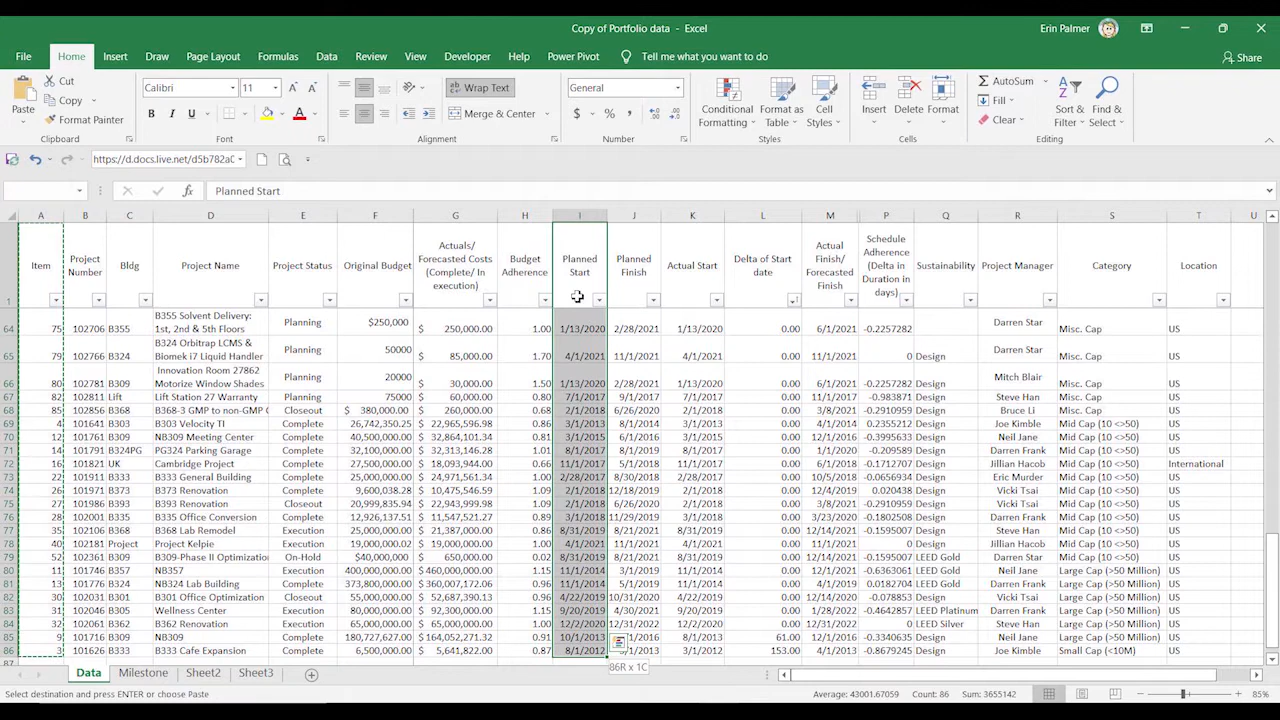 Copy of Portfolio data - Excel
Erin Palmer
File Home Insert Draw Page Layout Formulas Data Review View Developer Help Power Pivot Tell me what you want to do Share
Paste Cut Copy Format Painter
Calibri 11 B I U A
Wrap Text Merge & Center
General $ % ,
Conditional Formatting Format as Table Cell Styles
Insert Delete Format
AutoSum Fill Clear Sort & Filter Find & Select
Clipboard Font Alignment Number Styles Cells Editing
https://d.docs.live.net/d5b782a0
fx Planned Start
A B C D E F G H I J K L M P Q R S T U
1 Item Project Number Bldg Project Name Project Status Original Budget Actuals/ Forecasted Costs (Complete/ In execution) Budget Adherence Planned Start Planned Finish Actual Start Delta of Start date Actual Finish/ Forecasted Finish Schedule Adherence (Delta in Duration in days) Sustainability Project Manager Category Location
64 75 102706 B355 B355 Solvent Delivery: 1st, 2nd & 5th Floors Planning $250,000 $ 250,000.00 1.00 1/13/2020 2/28/2021 1/13/2020 0.00 6/1/2021 -0.2257282 Darren Star Misc. Cap US
65 79 102766 B324 B324 Orbitrap LCMS & Biomek i7 Liquid Handler Planning 50000 $ 85,000.00 1.70 4/1/2021 11/1/2021 4/1/2021 0.00 11/1/2021 0 Design Darren Star Misc. Cap US
66 80 102781 B309 Innovation Room 27862 Motorize Window Shades Planning 20000 $ 30,000.00 1.50 1/13/2020 2/28/2021 1/13/2020 0.00 6/1/2021 -0.2257282 Design Mitch Blair Misc. Cap US
67 82 102811 Lift Lift Station 27 Warranty Planning 75000 $ 60,000.00 0.80 7/1/2017 9/1/2017 7/1/2017 0.00 8/1/2021 -0.983871 Design Steve Han Misc. Cap US
68 85 102856 B368 B368-3 GMP to non-GMP Closeout $ 380,000.00 $ 260,000.00 0.68 2/1/2018 6/26/2020 2/1/2018 0.00 3/8/2021 -0.2910959 Design Bruce Li Misc. Cap US
69 4 101641 B303 B303 Velocity TI Complete 26,742,350.25 $ 22,965,596.98 0.86 3/1/2013 8/1/2014 3/1/2013 0.00 4/1/2014 0.2355212 Design Joe Kimble Mid Cap (10 <>50) US
70 12 101761 B309 NB309 Meeting Center Complete 40,500,000.00 $ 32,864,101.34 0.81 3/1/2015 6/1/2016 3/1/2015 0.00 12/1/2016 -0.3995633 Design Neil Jane Mid Cap (10 <>50) US
71 14 101791 B324PG PG324 Parking Garage Complete 32,100,000.00 $ 32,313,146.28 1.01 8/1/2017 7/1/2019 8/1/2017 0.00 1/1/2020 -0.209589 Design Darren Frank Mid Cap (10 <>50) US
72 16 101821 UK Cambridge Project Complete 27,500,000.00 $ 18,093,944.00 0.66 11/1/2017 5/1/2018 11/1/2017 0.00 6/1/2018 -0.1712707 Design Jillian Hacob Mid Cap (10 <>50) International
73 22 101911 B333 B333 General Building Complete 25,000,000.00 $ 24,971,561.34 1.00 2/28/2017 8/30/2018 2/28/2017 0.00 10/5/2018 -0.0656934 Design Eric Murder Mid Cap (10 <>50) US
74 26 101971 B373 B373 Renovation Complete 9,600,038.28 $ 10,475,546.59 1.09 2/1/2018 12/18/2019 2/1/2018 0.00 12/4/2019 0.020438 Design Vicki Tsai Mid Cap (10 <>50) US
75 27 101986 B393 B393 Renovation Closeout 20,999,835.94 $ 22,943,999.98 1.09 2/1/2018 6/26/2020 2/1/2018 0.00 3/8/2021 -0.2910959 Design Vicki Tsai Mid Cap (10 <>50) US
76 28 102001 B335 B335 Office Conversion Complete 12,926,137.51 $ 11,547,521.27 0.89 3/1/2018 11/29/2019 3/1/2018 0.00 3/23/2020 -0.1802508 Design Darren Frank Mid Cap (10 <>50) US
77 35 102106 B368 B-368 Lab Remodel Execution 25,000,000.00 $ 21,387,000.00 0.86 8/31/2019 8/21/2021 8/31/2019 0.00 12/14/2021 -0.1595007 Design Steve Han Mid Cap (10 <>50) US
78 40 102181 Project Project Kelpie Execution 19,000,000.02 $ 19,000,000.00 1.00 4/1/2021 11/1/2021 4/1/2021 0.00 11/1/2021 0 Design Jillian Hacob Mid Cap (10 <>50) US
79 52 102361 B309 B309-Phase II Optimizatio On-Hold $40,000,000 $ 650,000.00 0.02 8/31/2019 8/21/2021 8/31/2019 0.00 12/14/2021 -0.1595007 LEED Gold Darren Frank Mid Cap (10 <>50) US
80 11 101746 B357 NB357 Execution 400,000,000.00 $ 460,000,000.00 1.15 11/1/2014 3/1/2019 11/1/2014 0.00 12/1/2021 -0.6363061 LEED Gold Neil Jane Large Cap (>50 Million) US
81 13 101776 B324 NB324 Lab Building Complete 373,800,000.00 $ 360,007,172.06 0.96 11/1/2014 5/1/2019 11/1/2014 0.00 4/1/2019 0.0182704 LEED Gold Darren Frank Large Cap (>50 Million) US
82 30 102031 B301 B301 Office Optimization Complete 55,000,000.00 $ 52,687,390.13 0.96 4/22/2019 10/31/2020 4/22/2019 0.00 12/14/2020 -0.078853 Design Vicki Tsai Large Cap (>50 Million) US
83 31 102046 B305 Wellness Center Execution 80,000,000.00 $ 92,300,000.00 1.15 9/20/2019 4/30/2021 9/20/2019 0.00 1/28/2022 -0.4642857 LEED Platinum Darren Frank Large Cap (>50 Million) US
84 32 102061 B362 B362 Renovation Execution 65,000,000.00 $ 65,000,000.00 1.00 12/2/2020 12/31/2022 12/2/2020 0.00 12/31/2022 0 LEED Silver Steve Han Large Cap (>50 Million) US
85 9 101716 B309 NB309 Complete 180,727,627.00 $ 164,052,271.32 0.91 10/1/2013 1/2016 8/1/2013 61.00 12/1/2016 -0.3340635 Design Neil Jane Large Cap (>50 Million) US
86 3 101626 B333 B333 Cafe Expansion Complete 6,500,000.00 $ 5,641,822.00 0.87 8/1/2012 /1/2013 3/1/2012 153.00 4/1/2014 -0.8676385 Design Joe Kimble Small Cap (<10M) US
87
86R x 1C
Data Milestone Sheet2 Sheet3
Select destination and press ENTER or choose Paste Average: 43001.67059 Count: 86 Sum: 3655142 85%